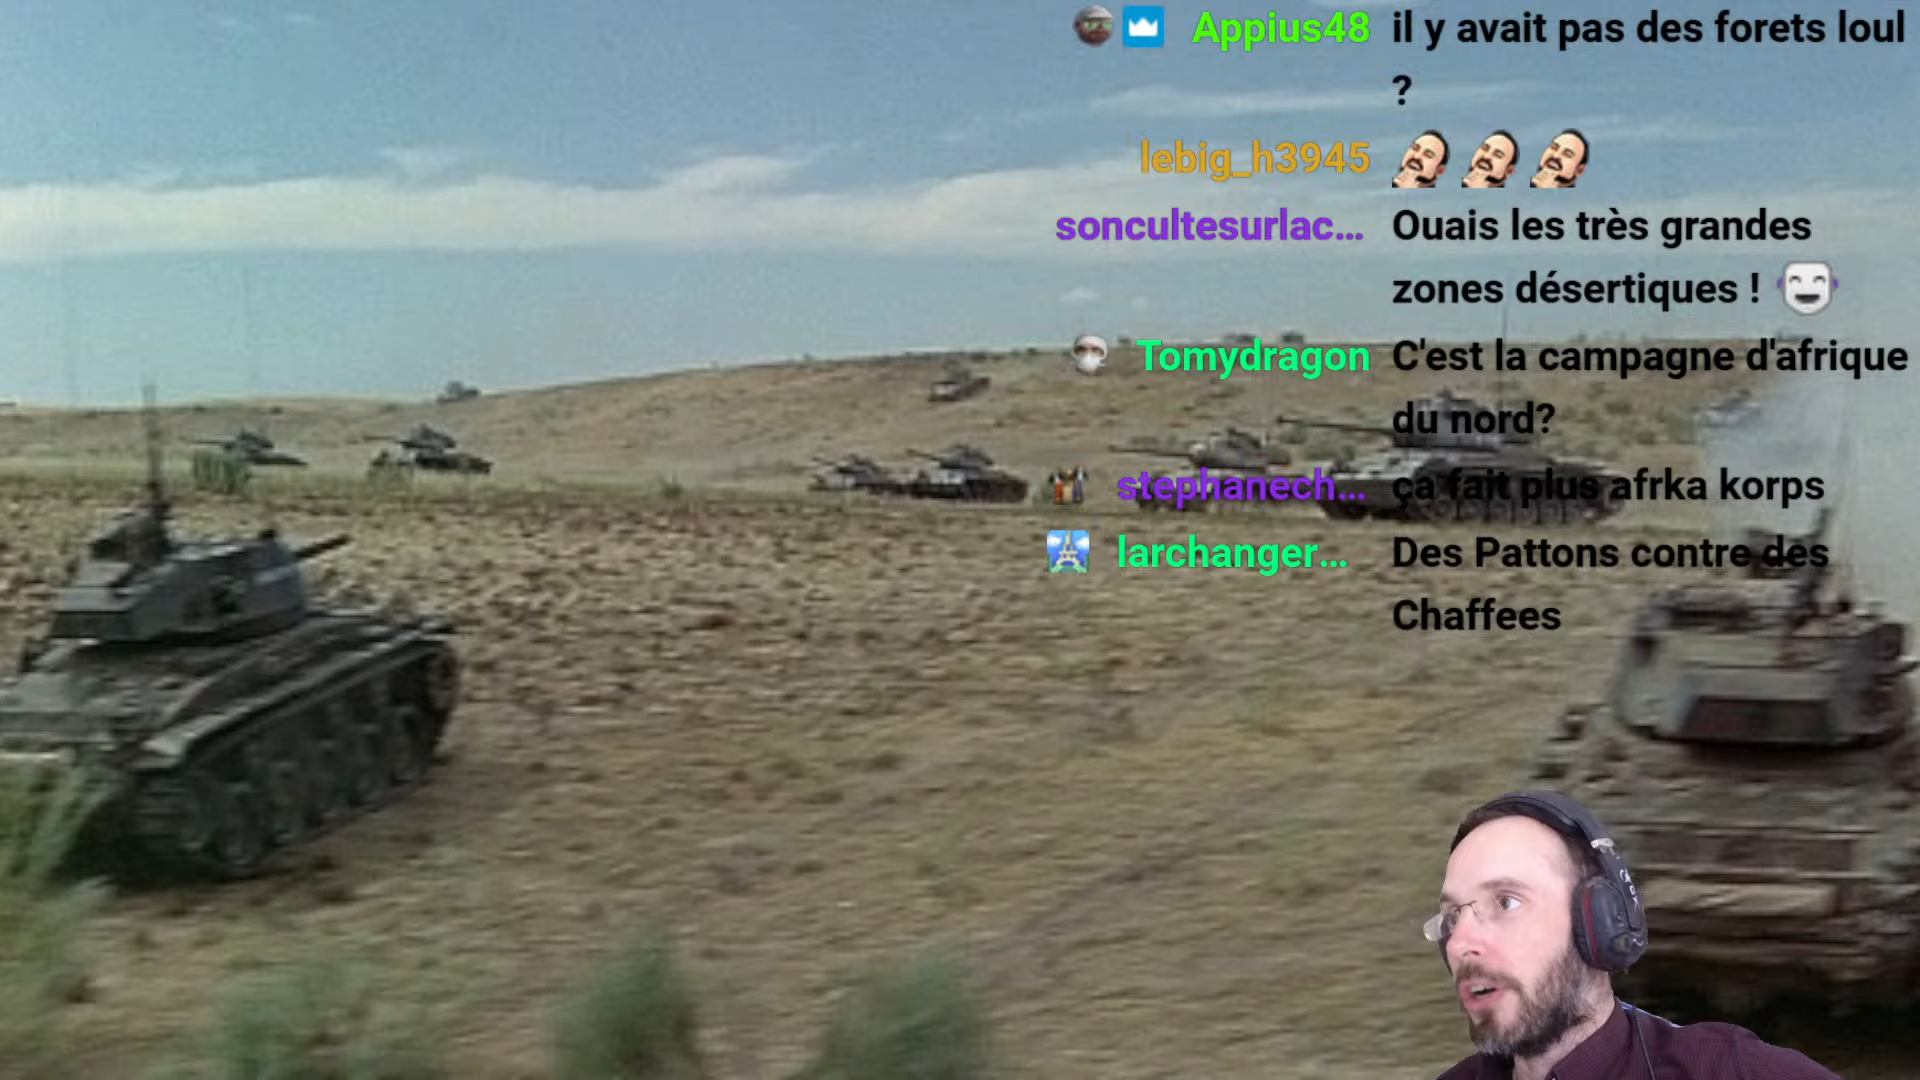 Appius48 il y avait pas des forets loul
?
lebig_h3945
soncultesurlac... Ouais les très grandes
zones désertiques !
Tomydragon C'est la campagne d'afrique
du nord?
stephanech... ça fait plus afrka korps
larchanger... Des Pattons contre des
Chaffees